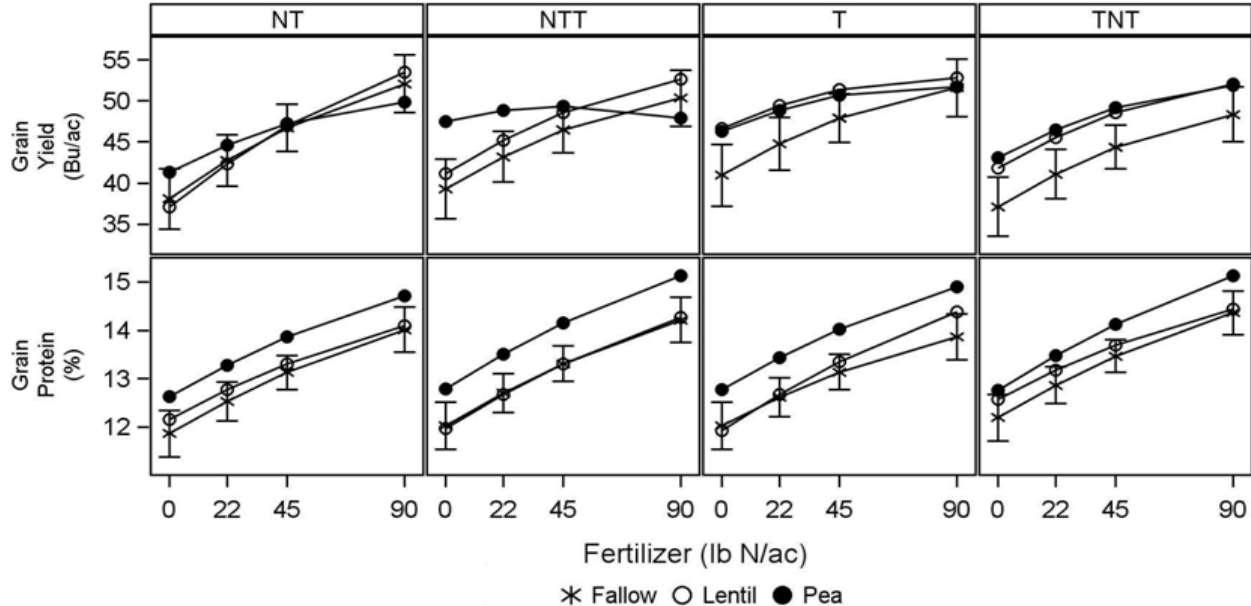 NT NTT T TNT
Grain
Yield
(Bu/ac)
55
50
45
40
35
Grain
Protein
(%)
15
14
13
12
0 22 45 90 0 22 45 90 0 22 45 90 0 22 45 90
Fertilizer (lb N/ac)
Fallow Lentil Pea